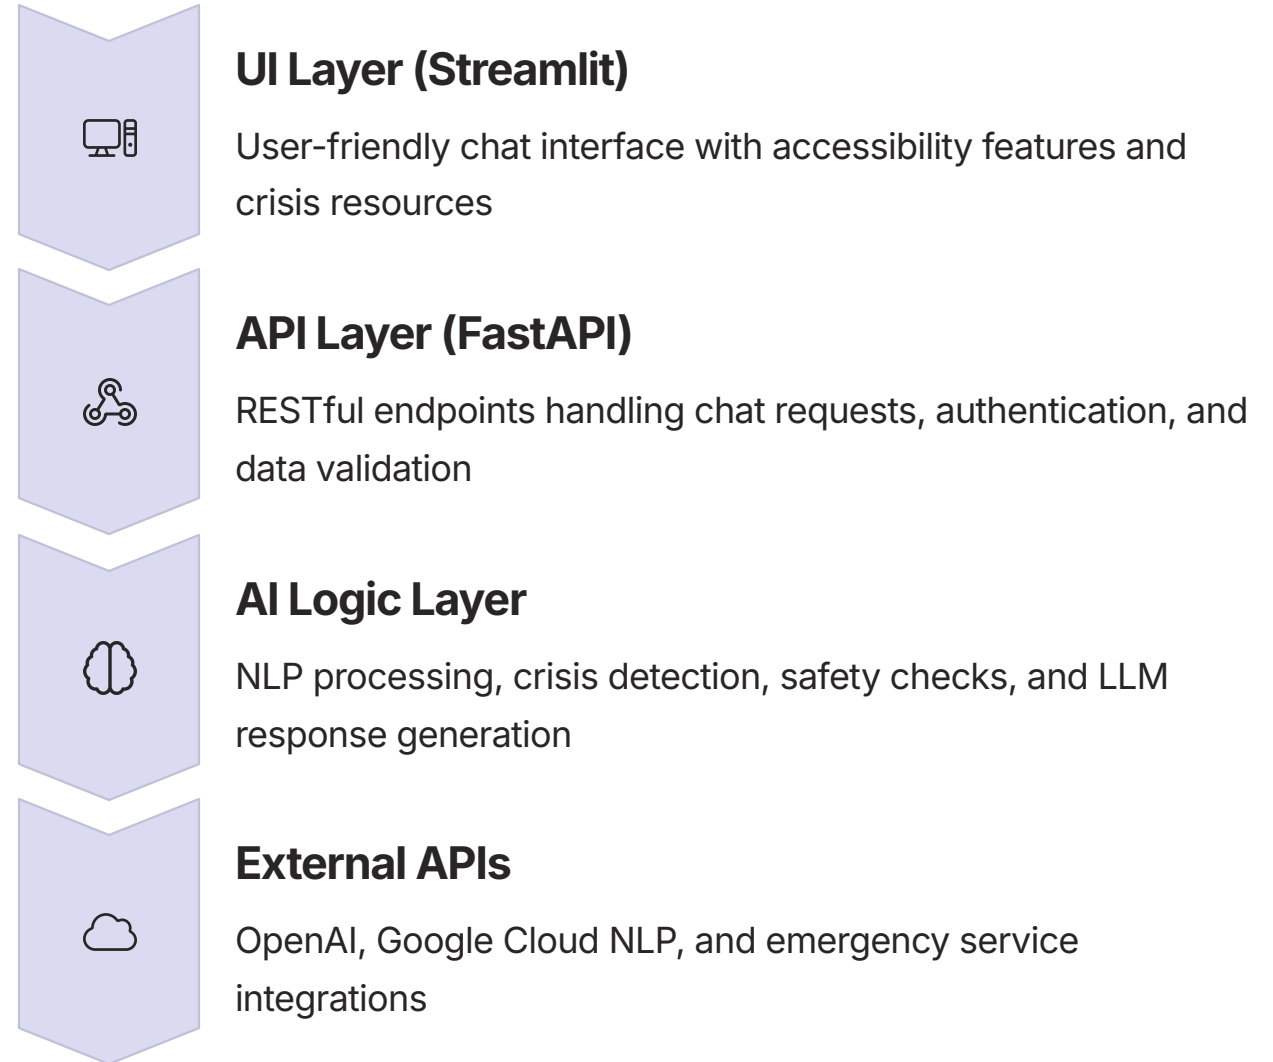 UI Layer (Streamlit)
User-friendly chat interface with accessibility features and
crisis resources
API Layer (FastAPI)
RESTful endpoints handling chat requests, authentication, and
data validation
AI Logic Layer
NLP processing, crisis detection, safety checks, and LLM
response generation
External APIs
OpenAI, Google Cloud NLP, and emergency service
integrations